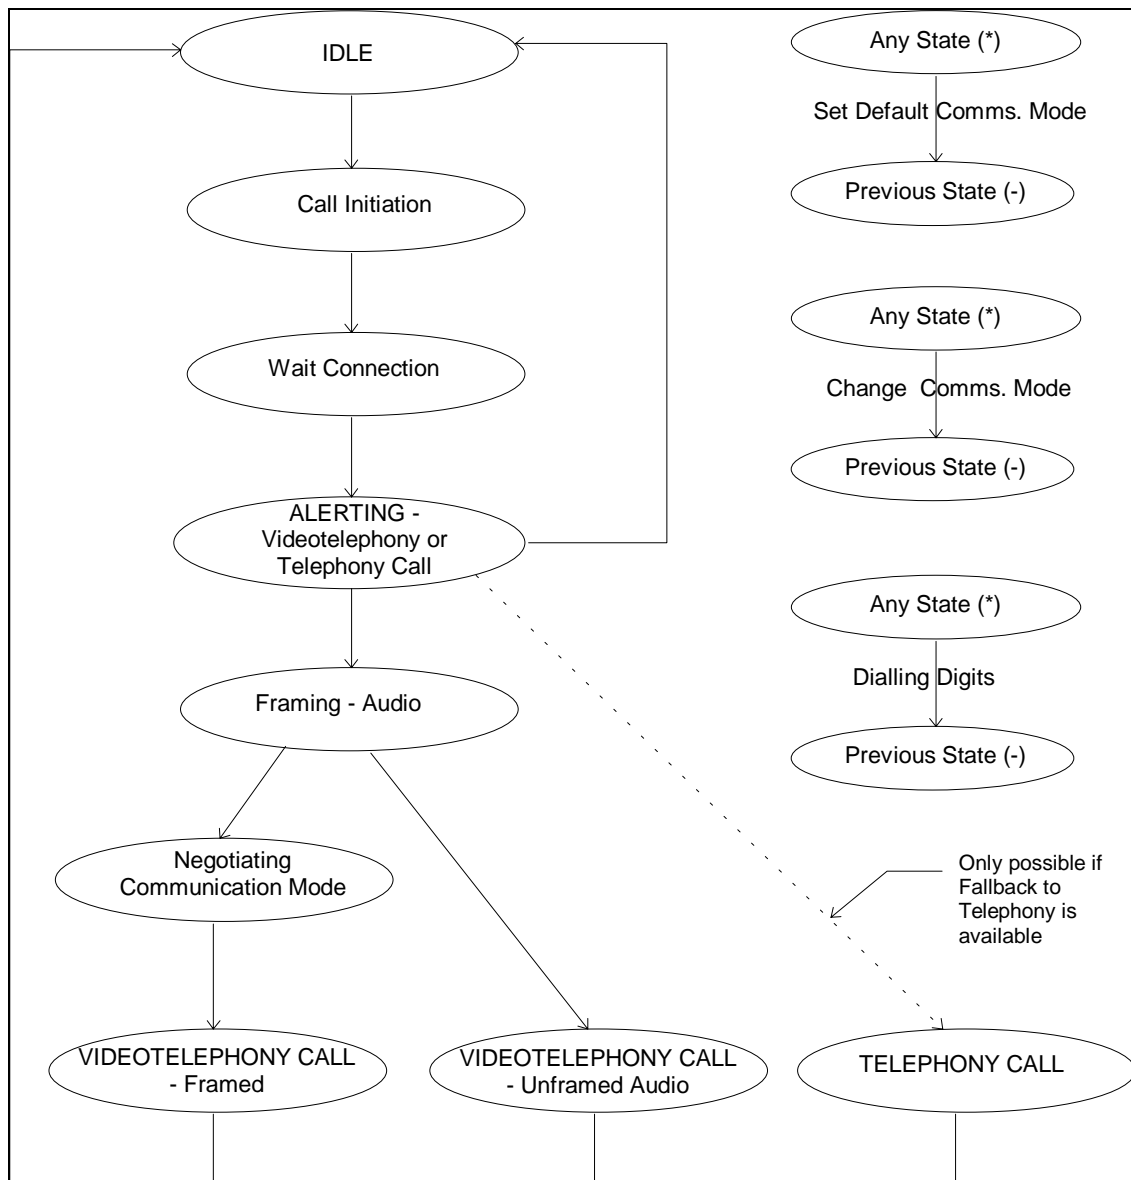 IDLE
Call Initiation
Wait Connection
ALERTING -
Videotelephony or
Telephony Call
Framing - Audio
Negotiating
Communication Mode
VIDEOTELEPHONY CALL
- Framed
VIDEOTELEPHONY CALL
- Unframed Audio
TELEPHONY CALL
Any State (*)
Set Default Comms. Mode
Previous State (-)
Any State (*)
Change Comms. Mode
Previous State (-)
Any State (*)
Dialling Digits
Previous State (-)
Only possible if
Fallback to
Telephony is
available